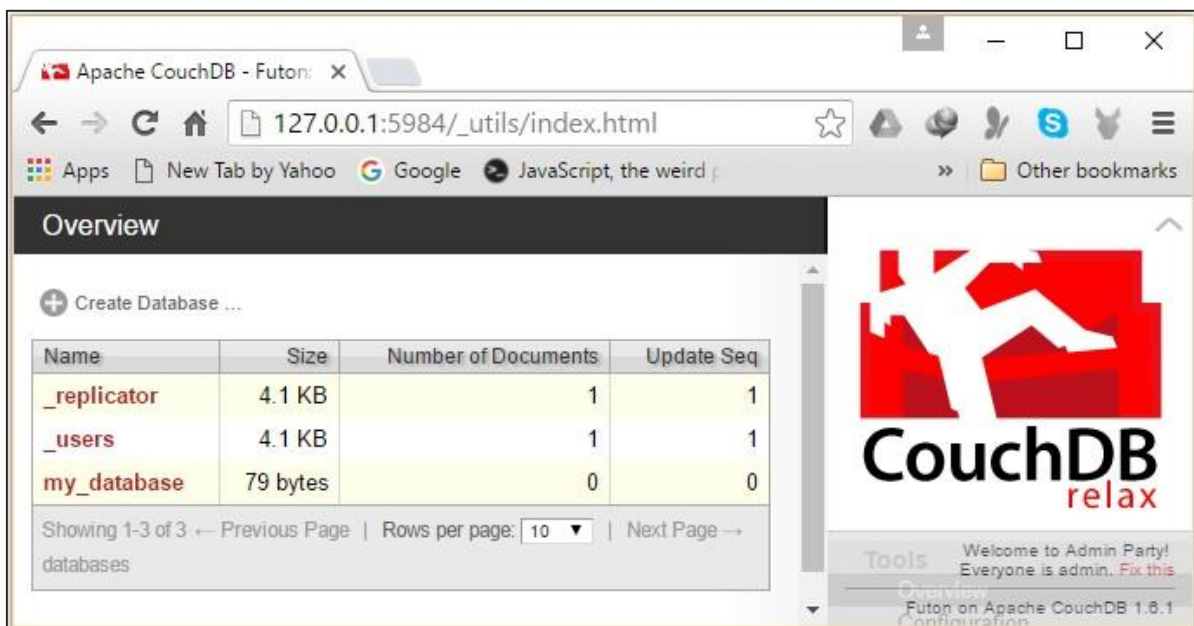 Apache CouchDB - Futon:
127.0.0.1:5984/_utils/index.html
Apps New Tab by Yahoo Google JavaScript, the weird p » Other bookmarks
Overview
Create Database ...
Name Size Number of Documents Update Seq
_replicator 4.1 KB 1 1
_users 4.1 KB 1 1
my_database 79 bytes 0 0
Showing 1-3 of 3 ← Previous Page | Rows per page: 10 | Next Page →
databases
CouchDB
relax
Tools
Welcome to Admin Party!
Everyone is admin. Fix this
Overview
Futon on Apache CouchDB 1.6.1
Configuration